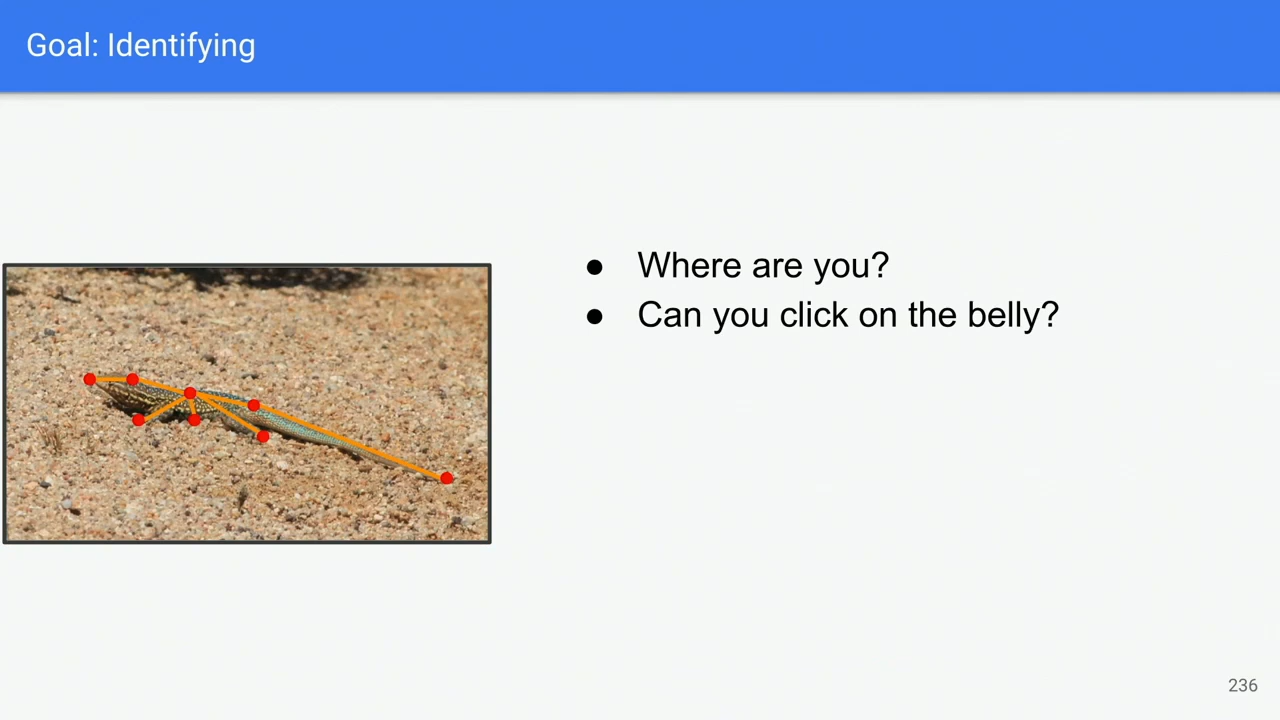 Goal: Identifying
● Where are you?
● Can you click on the belly?
236